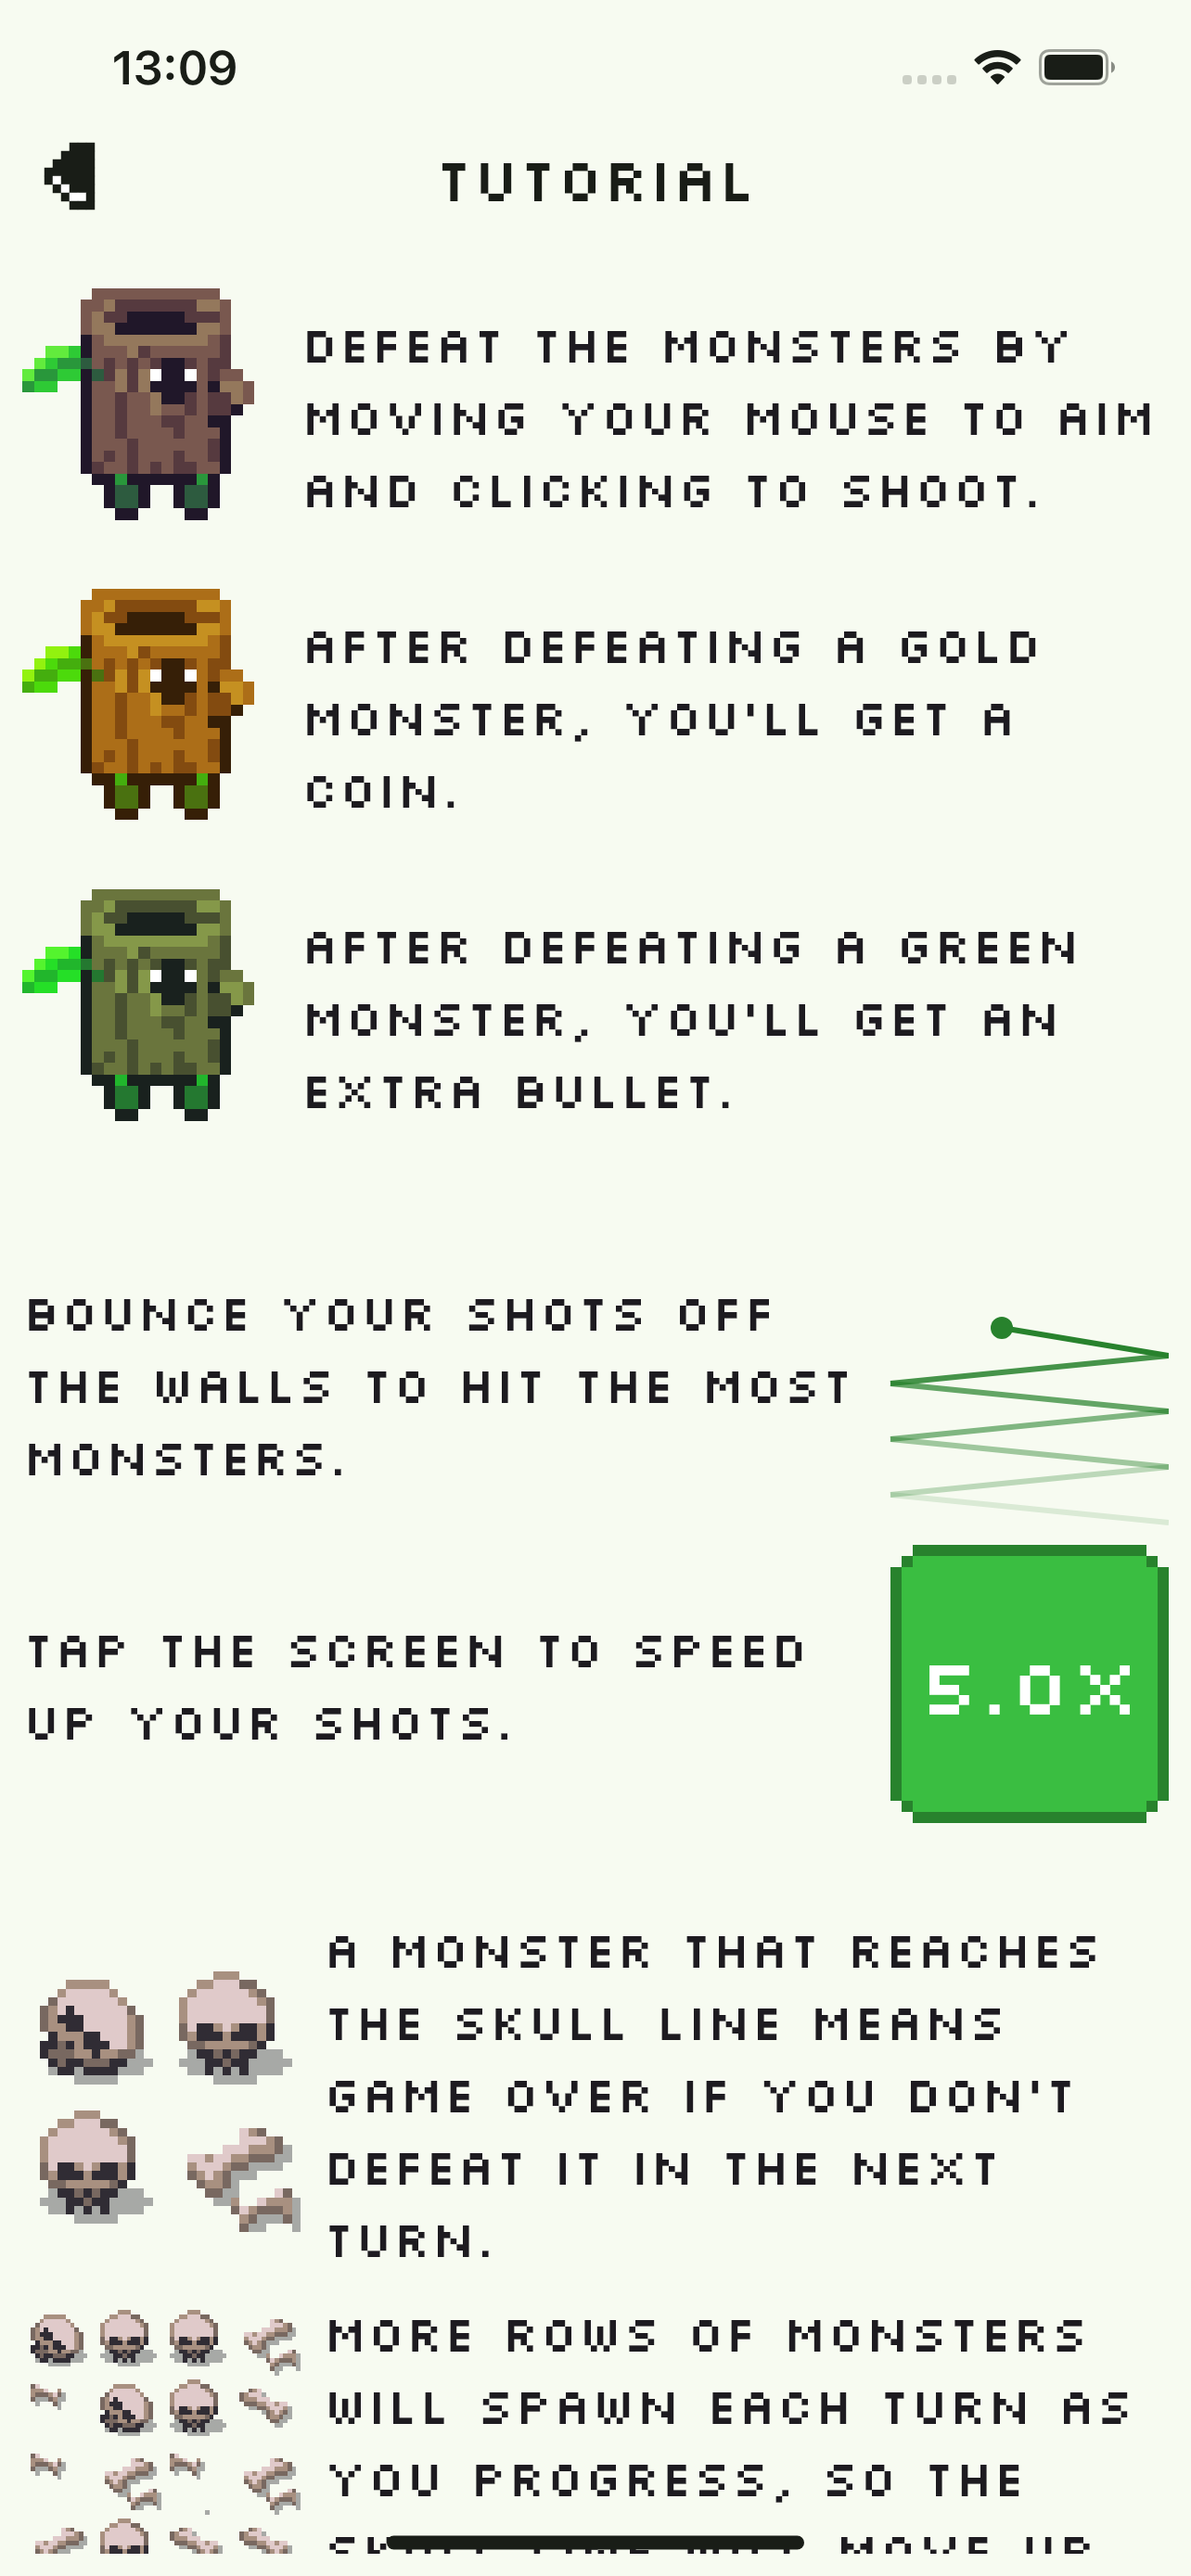 13:09
TUTORIAL
DEFEAT THE MONSTERS BY
MOVING YOUR MOUSE TO AIM
AND CLICKING TO SHOOT.
AFTER DEFEATING A GOLD
MONSTER, YOU'LL GET A
COIN.
AFTER DEFEATING A GREEN
MONSTER, YOU'LL GET AN
EXTRA BULLET.
BOUNCE YOUR SHOTS OFF
THE WALLS TO HIT THE MOST
MONSTERS.
TAP THE SCREEN TO SPEED
UP YOUR SHOTS.
5.0X
A MONSTER THAT REACHES
THE SKULL LINE MEANS
GAME OVER IF YOU DON'T
DEFEAT IT IN THE NEXT
TURN.
MORE ROWS OF MONSTERS
WILL SPAWN EACH TURN AS
YOU PROGRESS, SO THE
MOVE UP